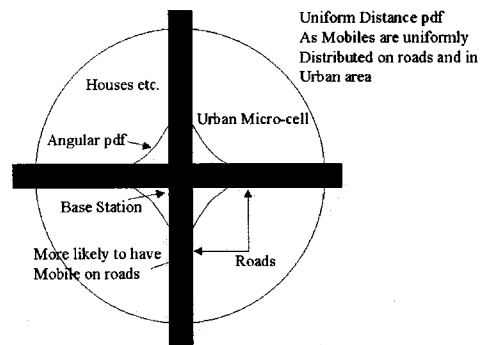 Uniform Distance pdf
As Mobiles are uniformly
Distributed on roads and in
Urban area
Houses etc.
Urban Micro-cell
Angular pdf
Base Station
More likely to have
Mobile on roads
Roads